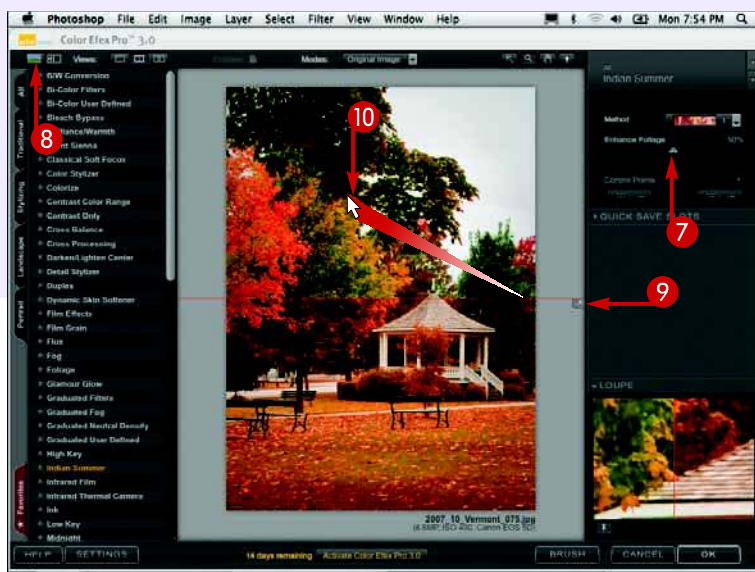 Photoshop File Edit Image Layer Select Filter View Window Help Mon 7:54 PM
Color Efex Pro™ 3.0
Views: Modes: Original Image
All
Traditional
Stylizing
Landscape
Portrait
Favorites
B/W Conversion
Bi-Color Filters
Bi-Color User Defined
Bleach Bypass
Classical Soft Focus
Color Stylizer
Colorize
Contrast Color Range
Contrast Only
Cross Balance
Cross Processing
Darken/Lighten Center
Detail Stylizer
Duplex
Dynamic Skin Softener
Film Effects
Film Grain
Flux
Fog
Foliage
Glamour Glow
Graduated Filters
Graduated Fog
Graduated Neutral Density
Graduated User Defined
High Key
Indian Summer
Infrared Film
Infrared Thermal Camera
Ink
Low Key
Midnight
8
10
2007_10_Vermont_075.jpg
Indian Summer
Method 1
Enhance Foliage 50%
7
Control Points
QUICK SAVE SLOTS
9
LOUPE
HELP SETTINGS 14 days remaining Activate Color Efex Pro 3.0 BRUSH CANCEL OK